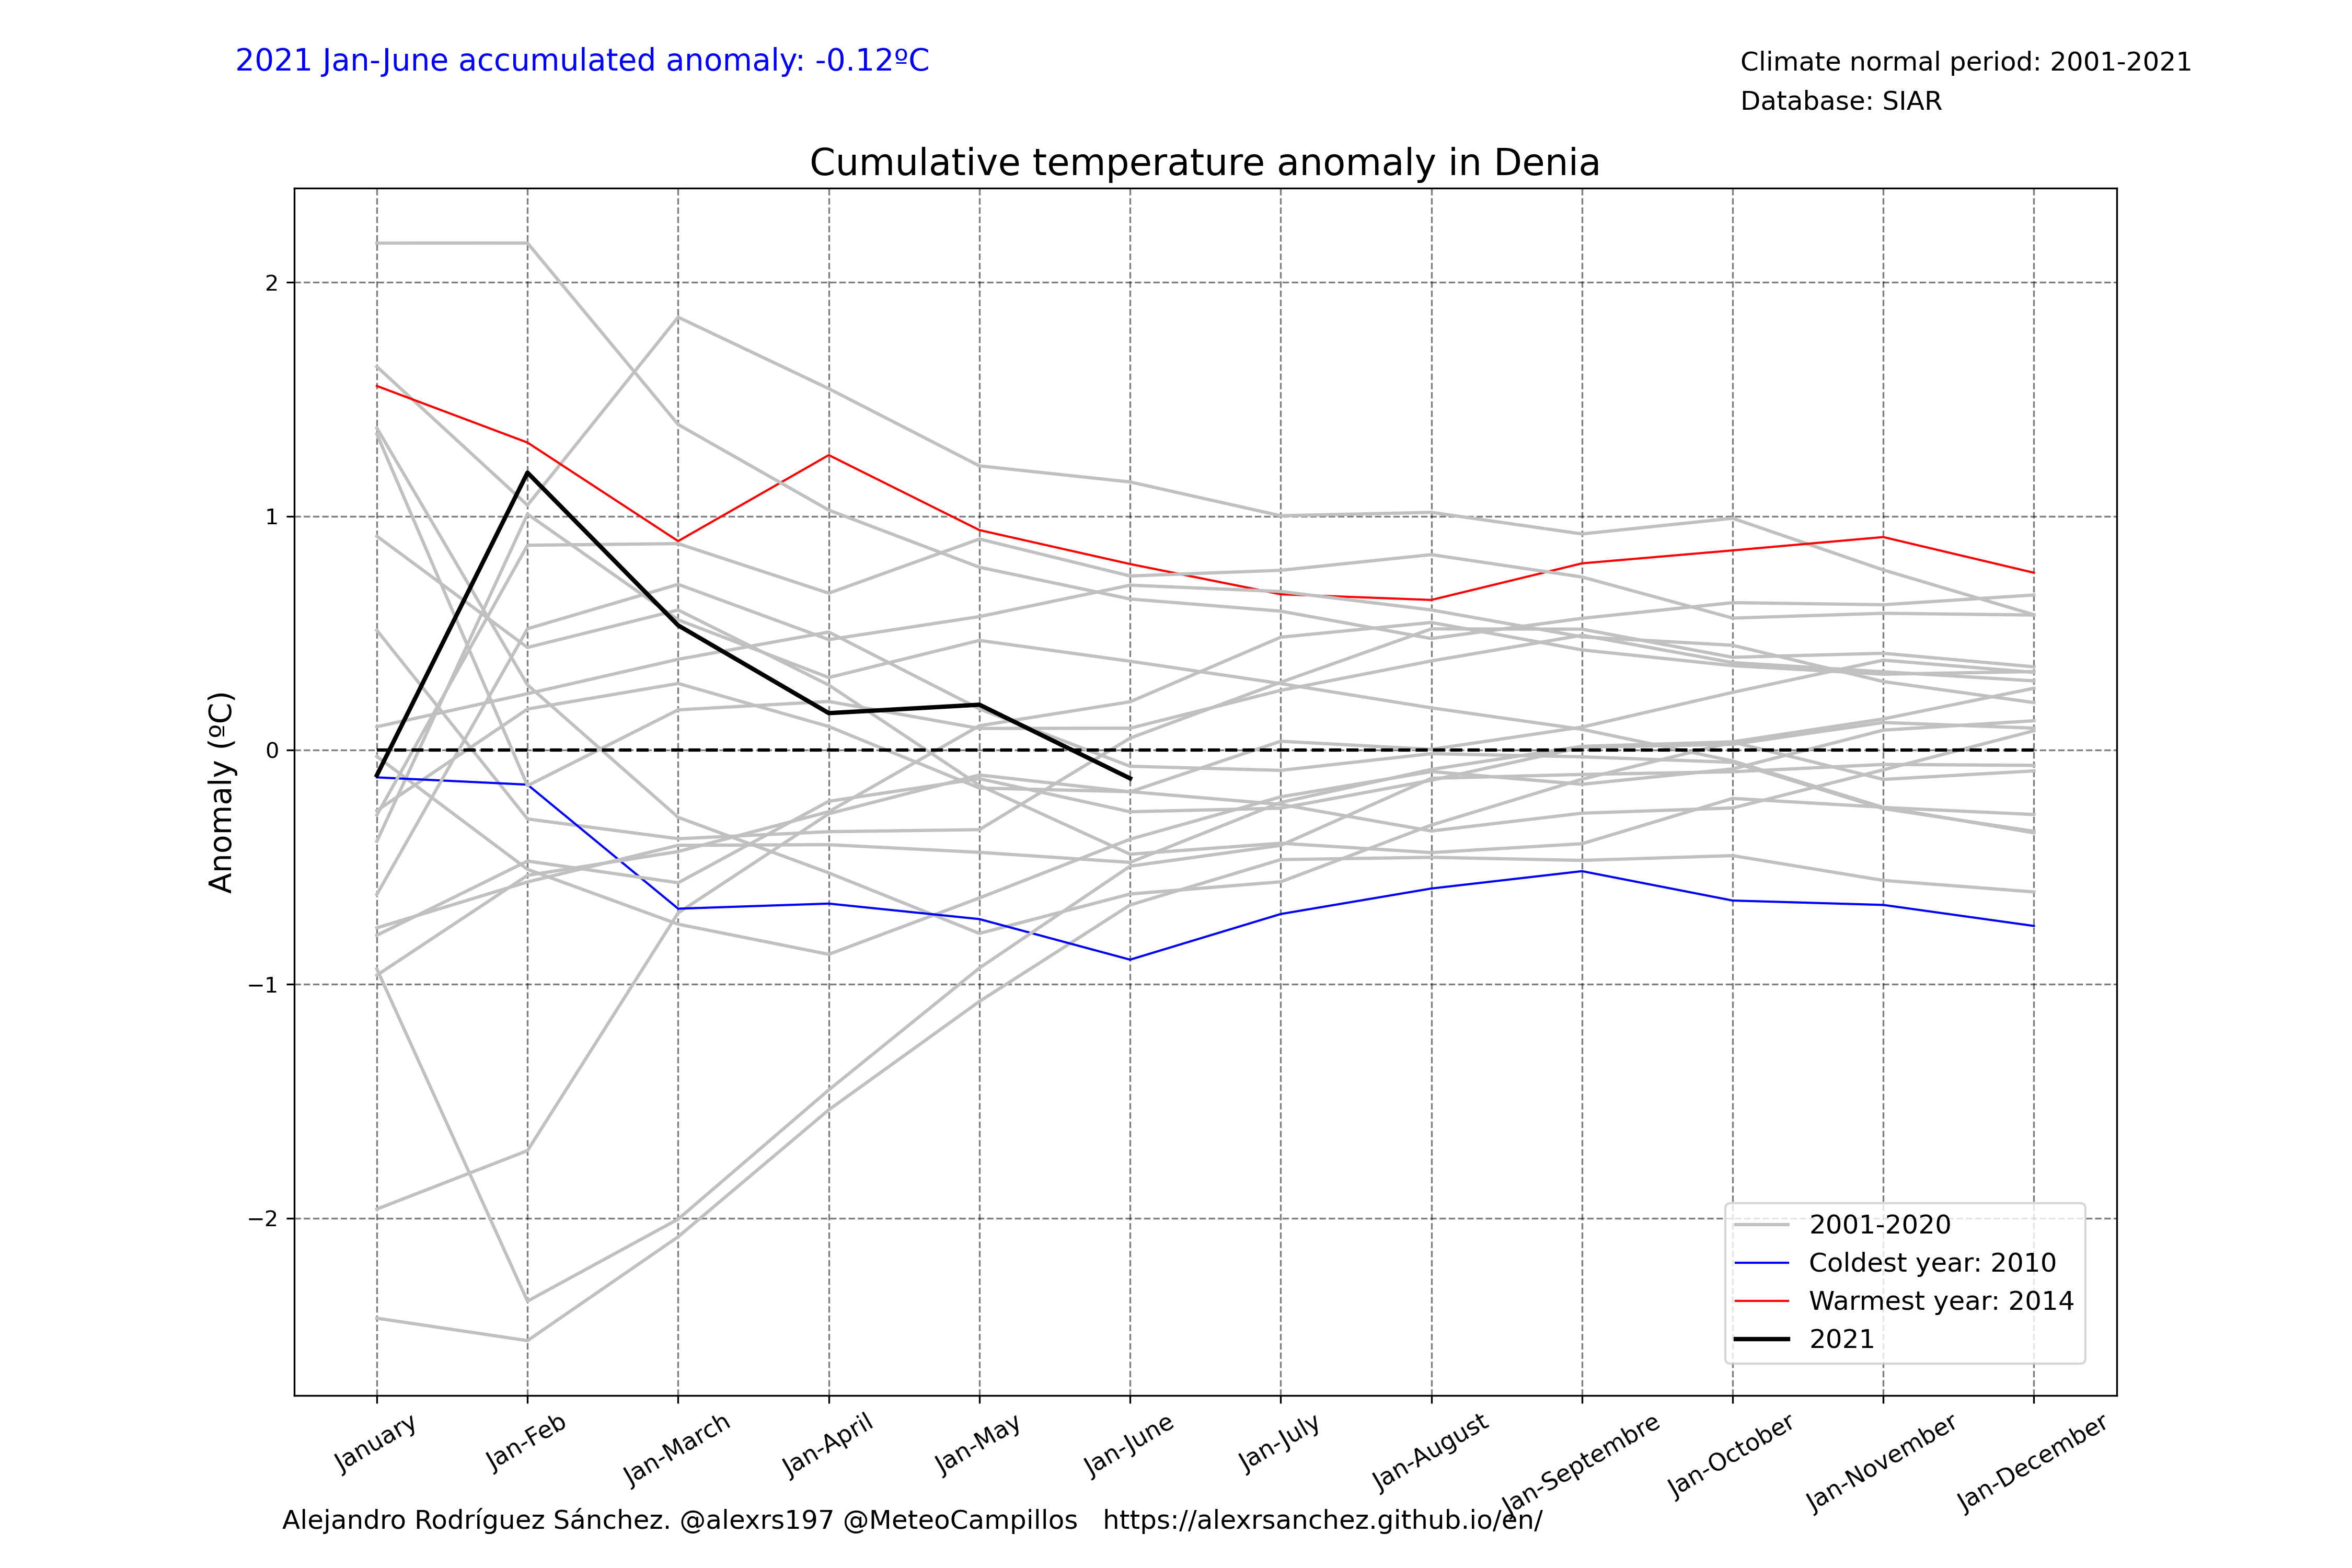 2021 Jan-June accumulated anomaly: -0.12ºC
Climate normal period: 2001-2021
Database: SIAR
Cumulative temperature anomaly in Denia
Anomaly (ºC)
2
1
0
−1
−2
2001-2020
Coldest year: 2010
Warmest year: 2014
2021
January
Jan-Feb
Jan-March
Jan-April
Jan-May
Jan-June
Jan-July
Jan-August
Jan-Septembre
Jan-October
Jan-November
Jan-December
Alejandro Rodríguez Sánchez. @alexrs197 @MeteoCampillos https://alexrsanchez.github.io/en/